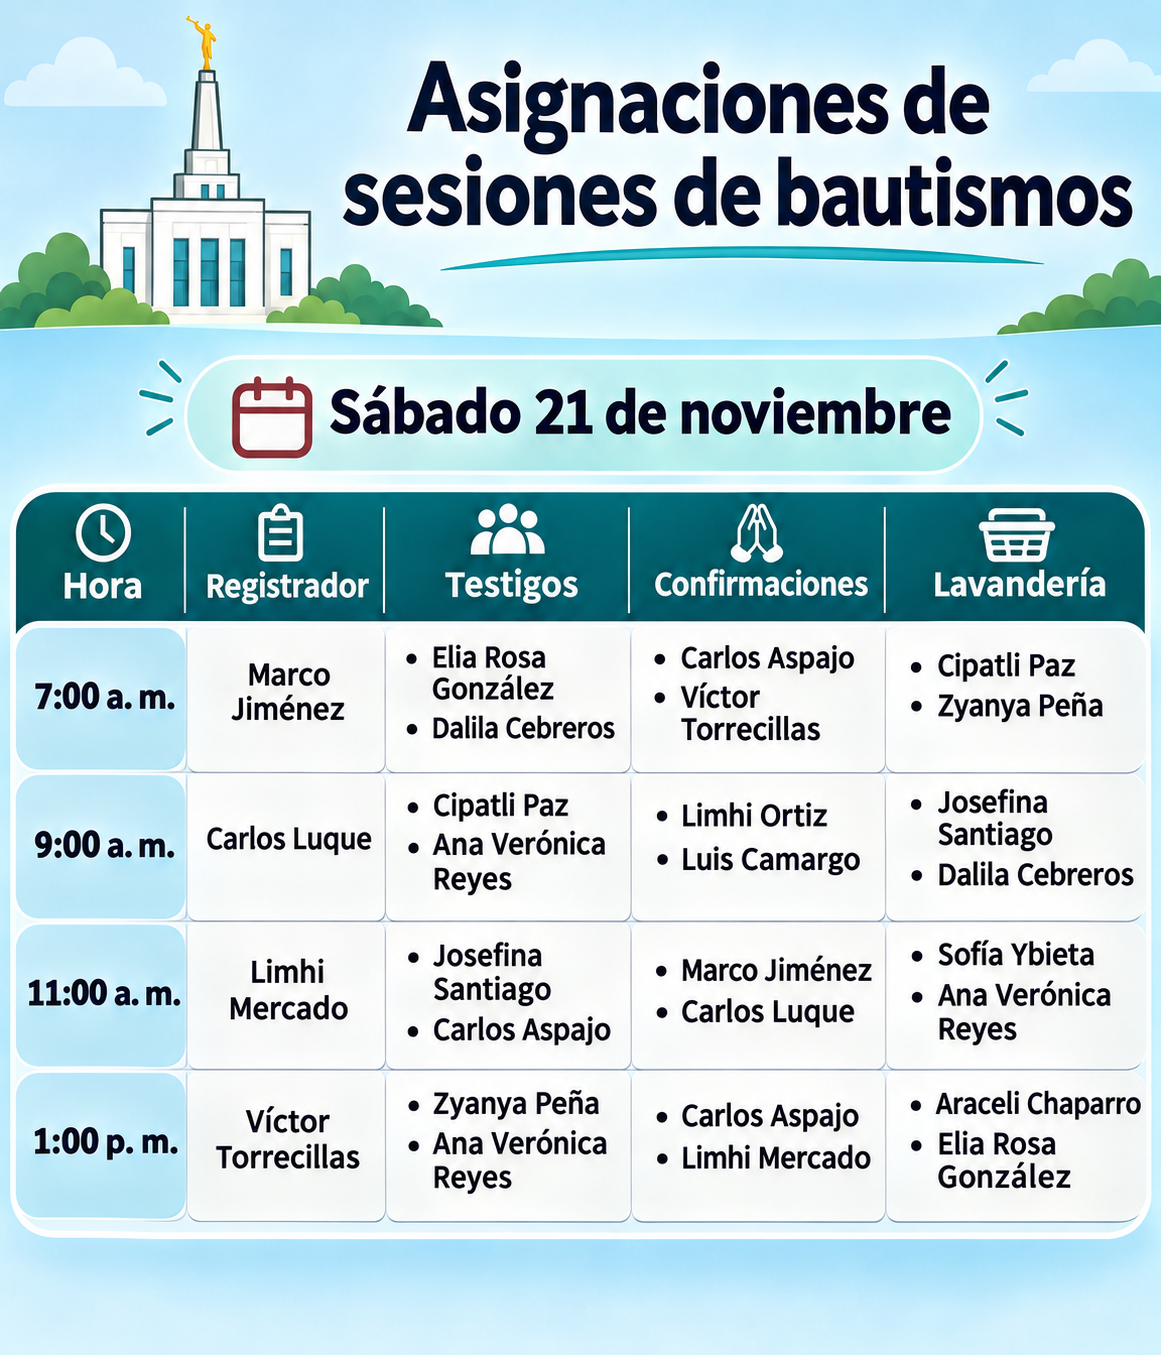 Asignaciones de
sesiones de bautismos
Sábado 21 de noviembre
Hora
Registrador
Testigos
Confirmaciones
Lavandería
7:00 a. m.
Marco
Jiménez
• Elia Rosa
González
• Dalila Cebreros
• Carlos Aspajo
• Víctor
Torrecillas
• Cipatli Paz
• Zyanya Peña
9:00 a. m.
Carlos Luque
• Cipatli Paz
• Ana Verónica
Reyes
• Limhi Ortiz
• Luis Camargo
• Josefina
Santiago
• Dalila Cebreros
11:00 a. m.
Limhi
Mercado
• Josefina
Santiago
• Carlos Aspajo
• Marco Jiménez
• Carlos Luque
• Sofía Ybieta
• Ana Verónica
Reyes
1:00 p. m.
Víctor
Torrecillas
• Zyanya Peña
• Ana Verónica
Reyes
• Carlos Aspajo
• Limhi Mercado
• Araceli Chaparro
• Elia Rosa
González